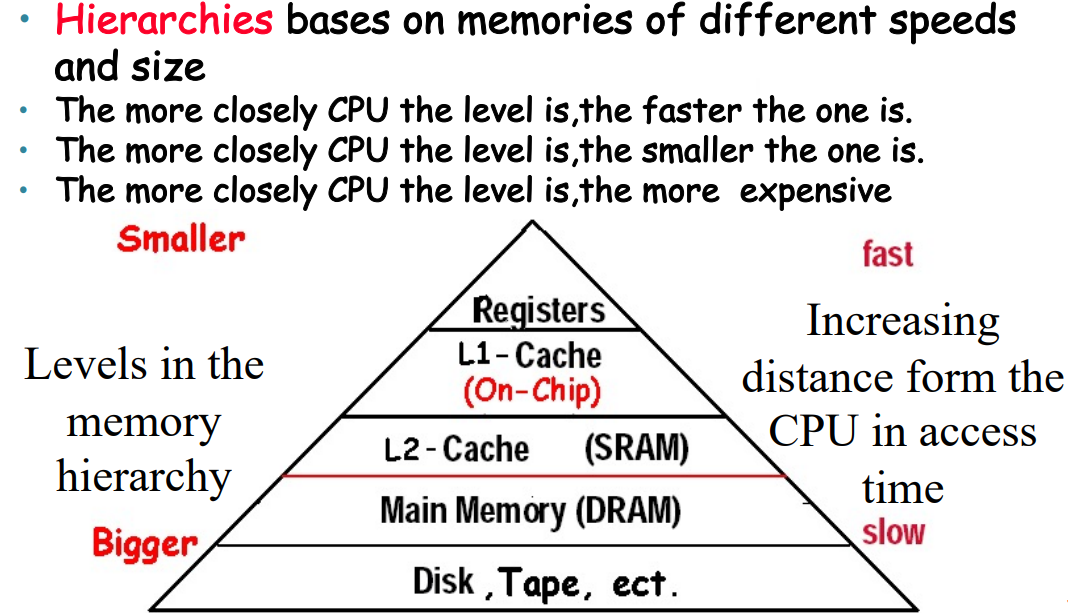 • Hierarchies bases on memories of different speeds
and size
• The more closely CPU the level is,the faster the one is.
• The more closely CPU the level is,the smaller the one is.
• The more closely CPU the level is,the more expensive
Smaller
fast
Registers
L1-Cache
(On-Chip)
L2-Cache (SRAM)
Main Memory (DRAM)
Disk ,Tape, ect.
Levels in the
memory
hierarchy
Bigger
Increasing
distance form the
CPU in access
time
slow